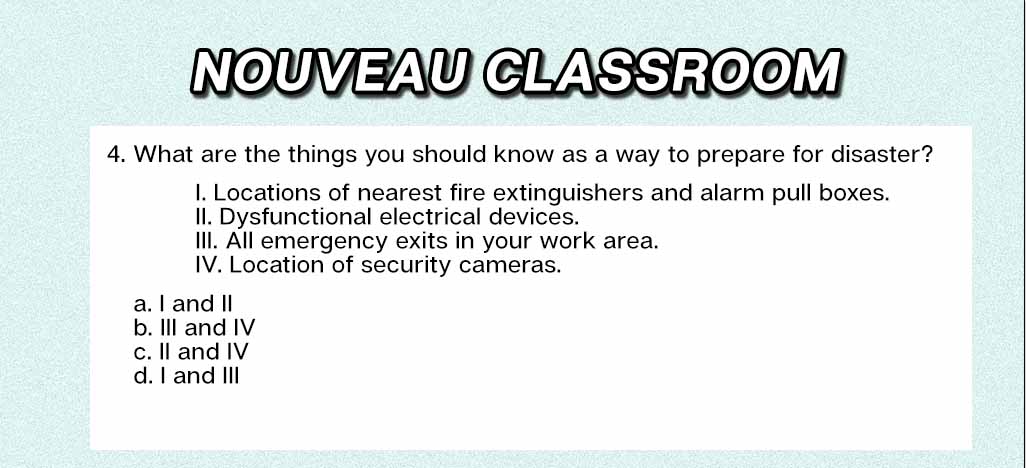 NOUVEAU CLASSROOM
4. What are the things you should know as a way to prepare for disaster?
I. Locations of nearest fire extinguishers and alarm pull boxes.
II. Dysfunctional electrical devices.
III. All emergency exits in your work area.
IV. Location of security cameras.
a. I and II
b. III and IV
c. II and IV
d. I and III